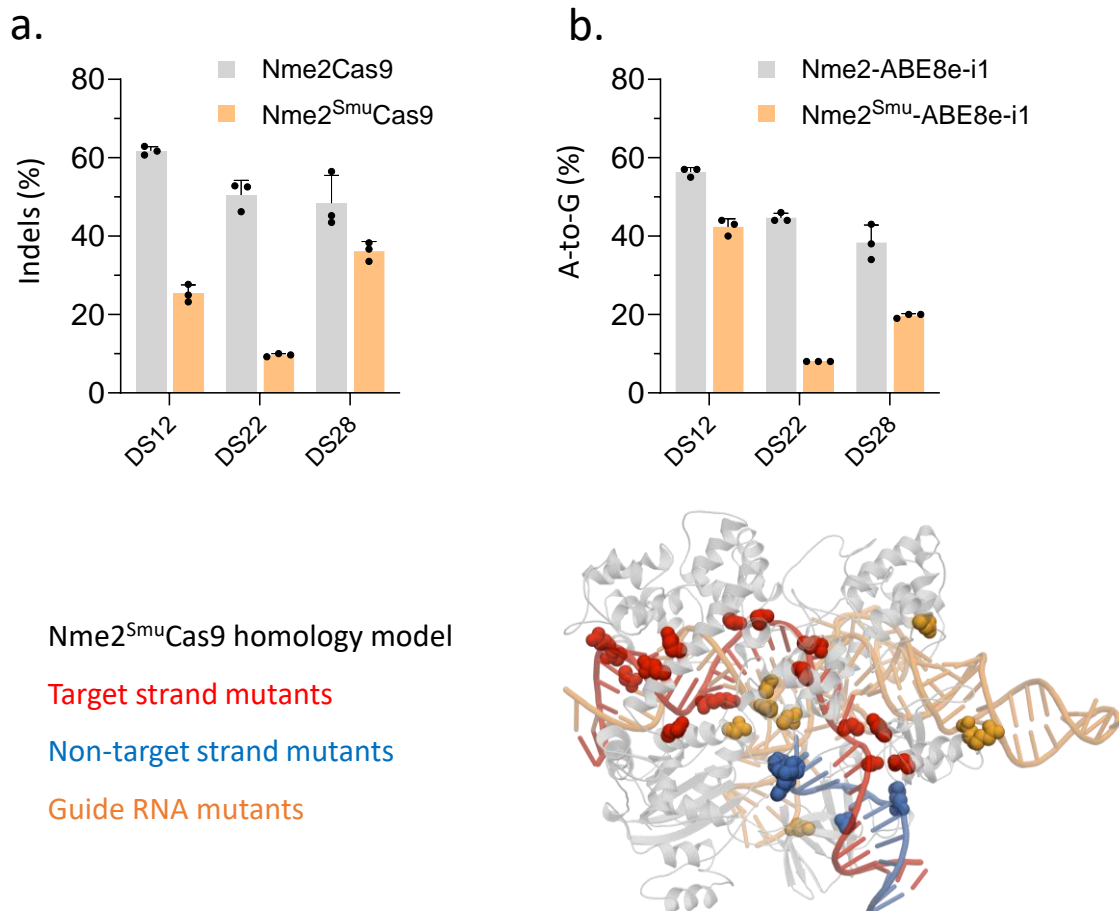 a.
Nme2Cas9
Nme2SmuCas9
Indels (%)
80
60
40
20
0
DS12
DS22
DS28
b.
Nme2-ABE8e-i1
Nme2Smu-ABE8e-i1
A-to-G (%)
80
60
40
20
0
DS12
DS22
DS28
Nme2SmuCas9 homology model
Target strand mutants
Non-target strand mutants
Guide RNA mutants